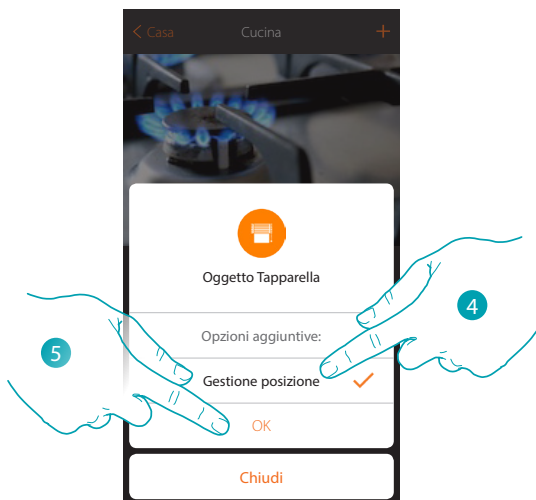 Casa Cucina
Oggetto Tapparella
Opzioni aggiuntive:
4
5
Gestione posizione
OK
Chiudi